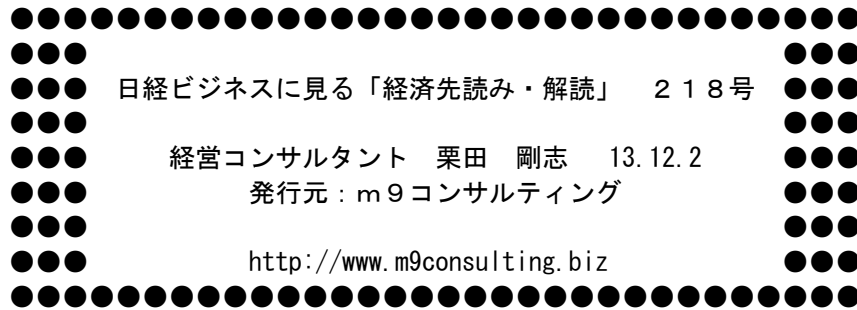 日経ビジネスに見る「経済先読み・解読」　２１８号
経営コンサルタント　栗田　剛志　 13.12.2
発行元：ｍ９コンサルティング
http://www.m9consulting.biz